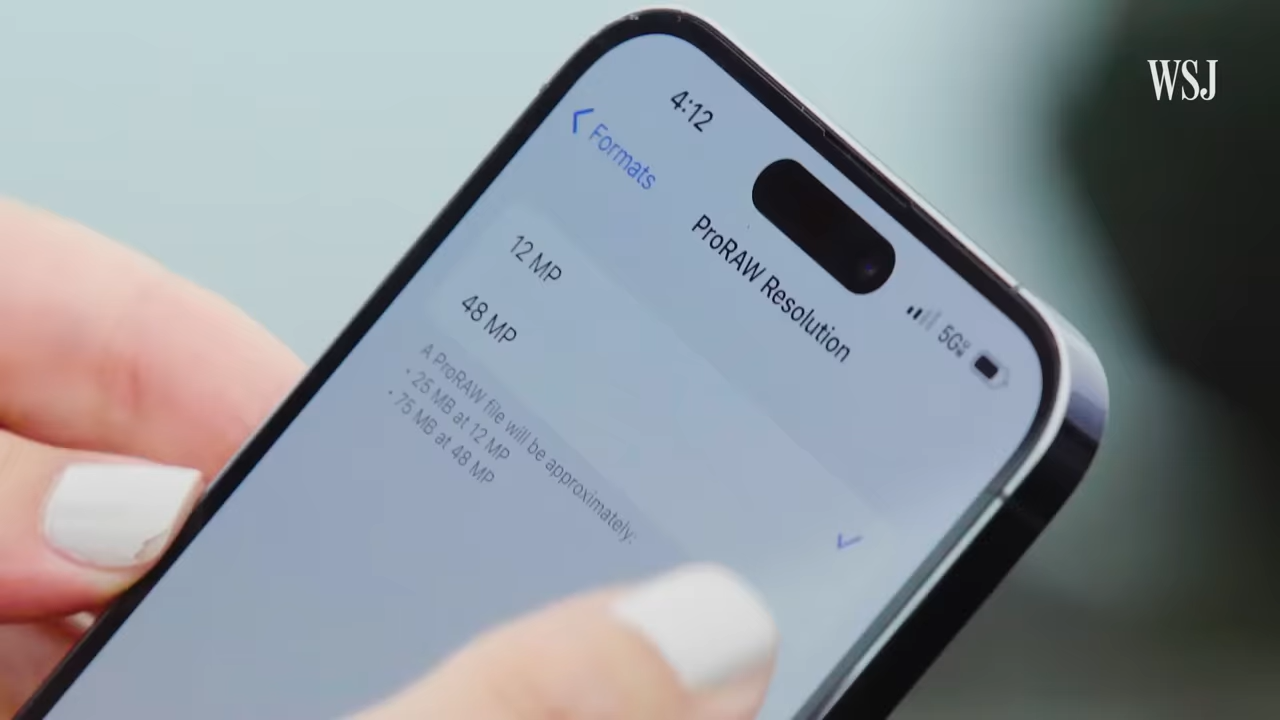 WSJ
4:12
5G
Formats
ProRAW Resolution
12 MP
48 MP
A ProRAW file will be approximately:
• 25 MB at 12 MP
• 75 MB at 48 MP